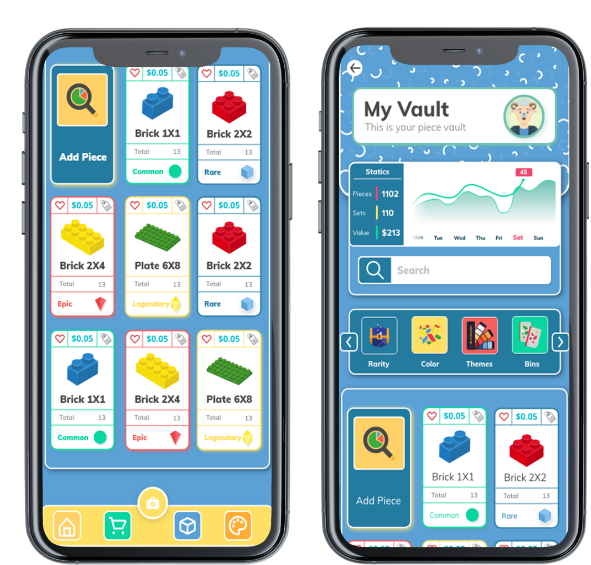 $0.05
$0.05
Brick 1X1
Brick 2X2
Add Piece
Total 13
Total 13
Common
Rare
$0.05
$0.05
$0.05
Brick 2X4
Plate 6X8
Brick 2X2
Total 13
Total 13
Total 13
Epic
Legendary
Rare
$0.05
$0.05
$0.05
Brick 1X1
Brick 2X4
Plate 6X8
Total 13
Total 13
Total 13
Common
Epic
Legendary
My Vault
This is your piece vault
Statics
45
Pieces 1102
Sets 110
Value $213
Tue Wed Thu Fri Sat Sun
Search
Rarity
Color
Themes
Bins
$0.05
$0.05
Brick 1X1
Brick 2X2
Add Piece
Total 13
Total 13
Common
Rare